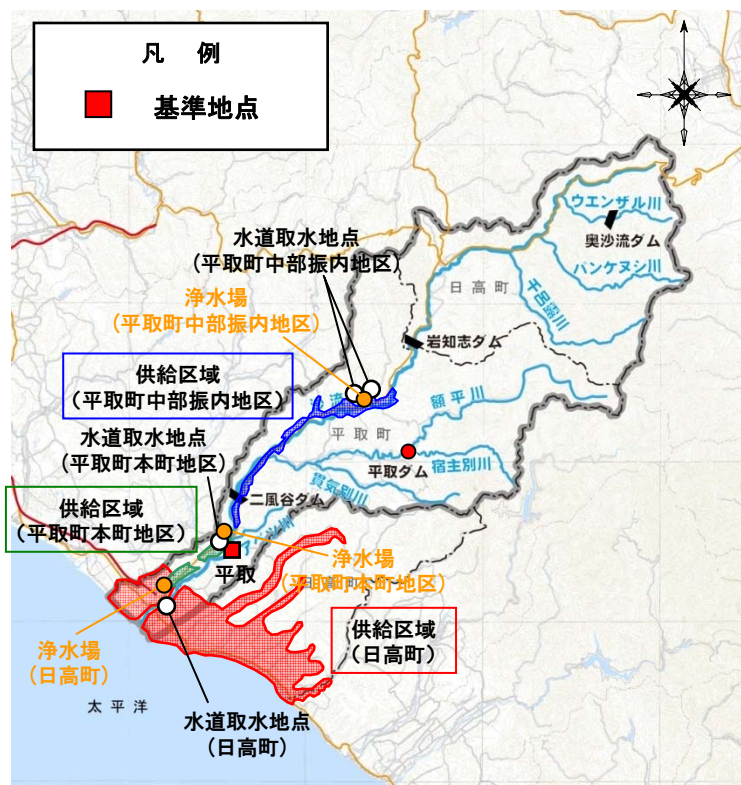 凡 例
基準地点
ウエンザル川
奥沙流ダム
パンケヌシ川
千呂露川
日高町
水道取水地点
(平取町中部振内地区)
浄水場
(平取町中部振内地区)
岩知志ダム
供給区域
(平取町中部振内地区)
額平川
平取町
水道取水地点
(平取町本町地区)
宿主別川
平取ダム
貫気別川
二風谷ダム
供給区域
(平取町本町地区)
平取
浄水場
(平取町本町地区)
供給区域
(日高町)
浄水場
(日高町)
太平洋
水道取水地点
(日高町)